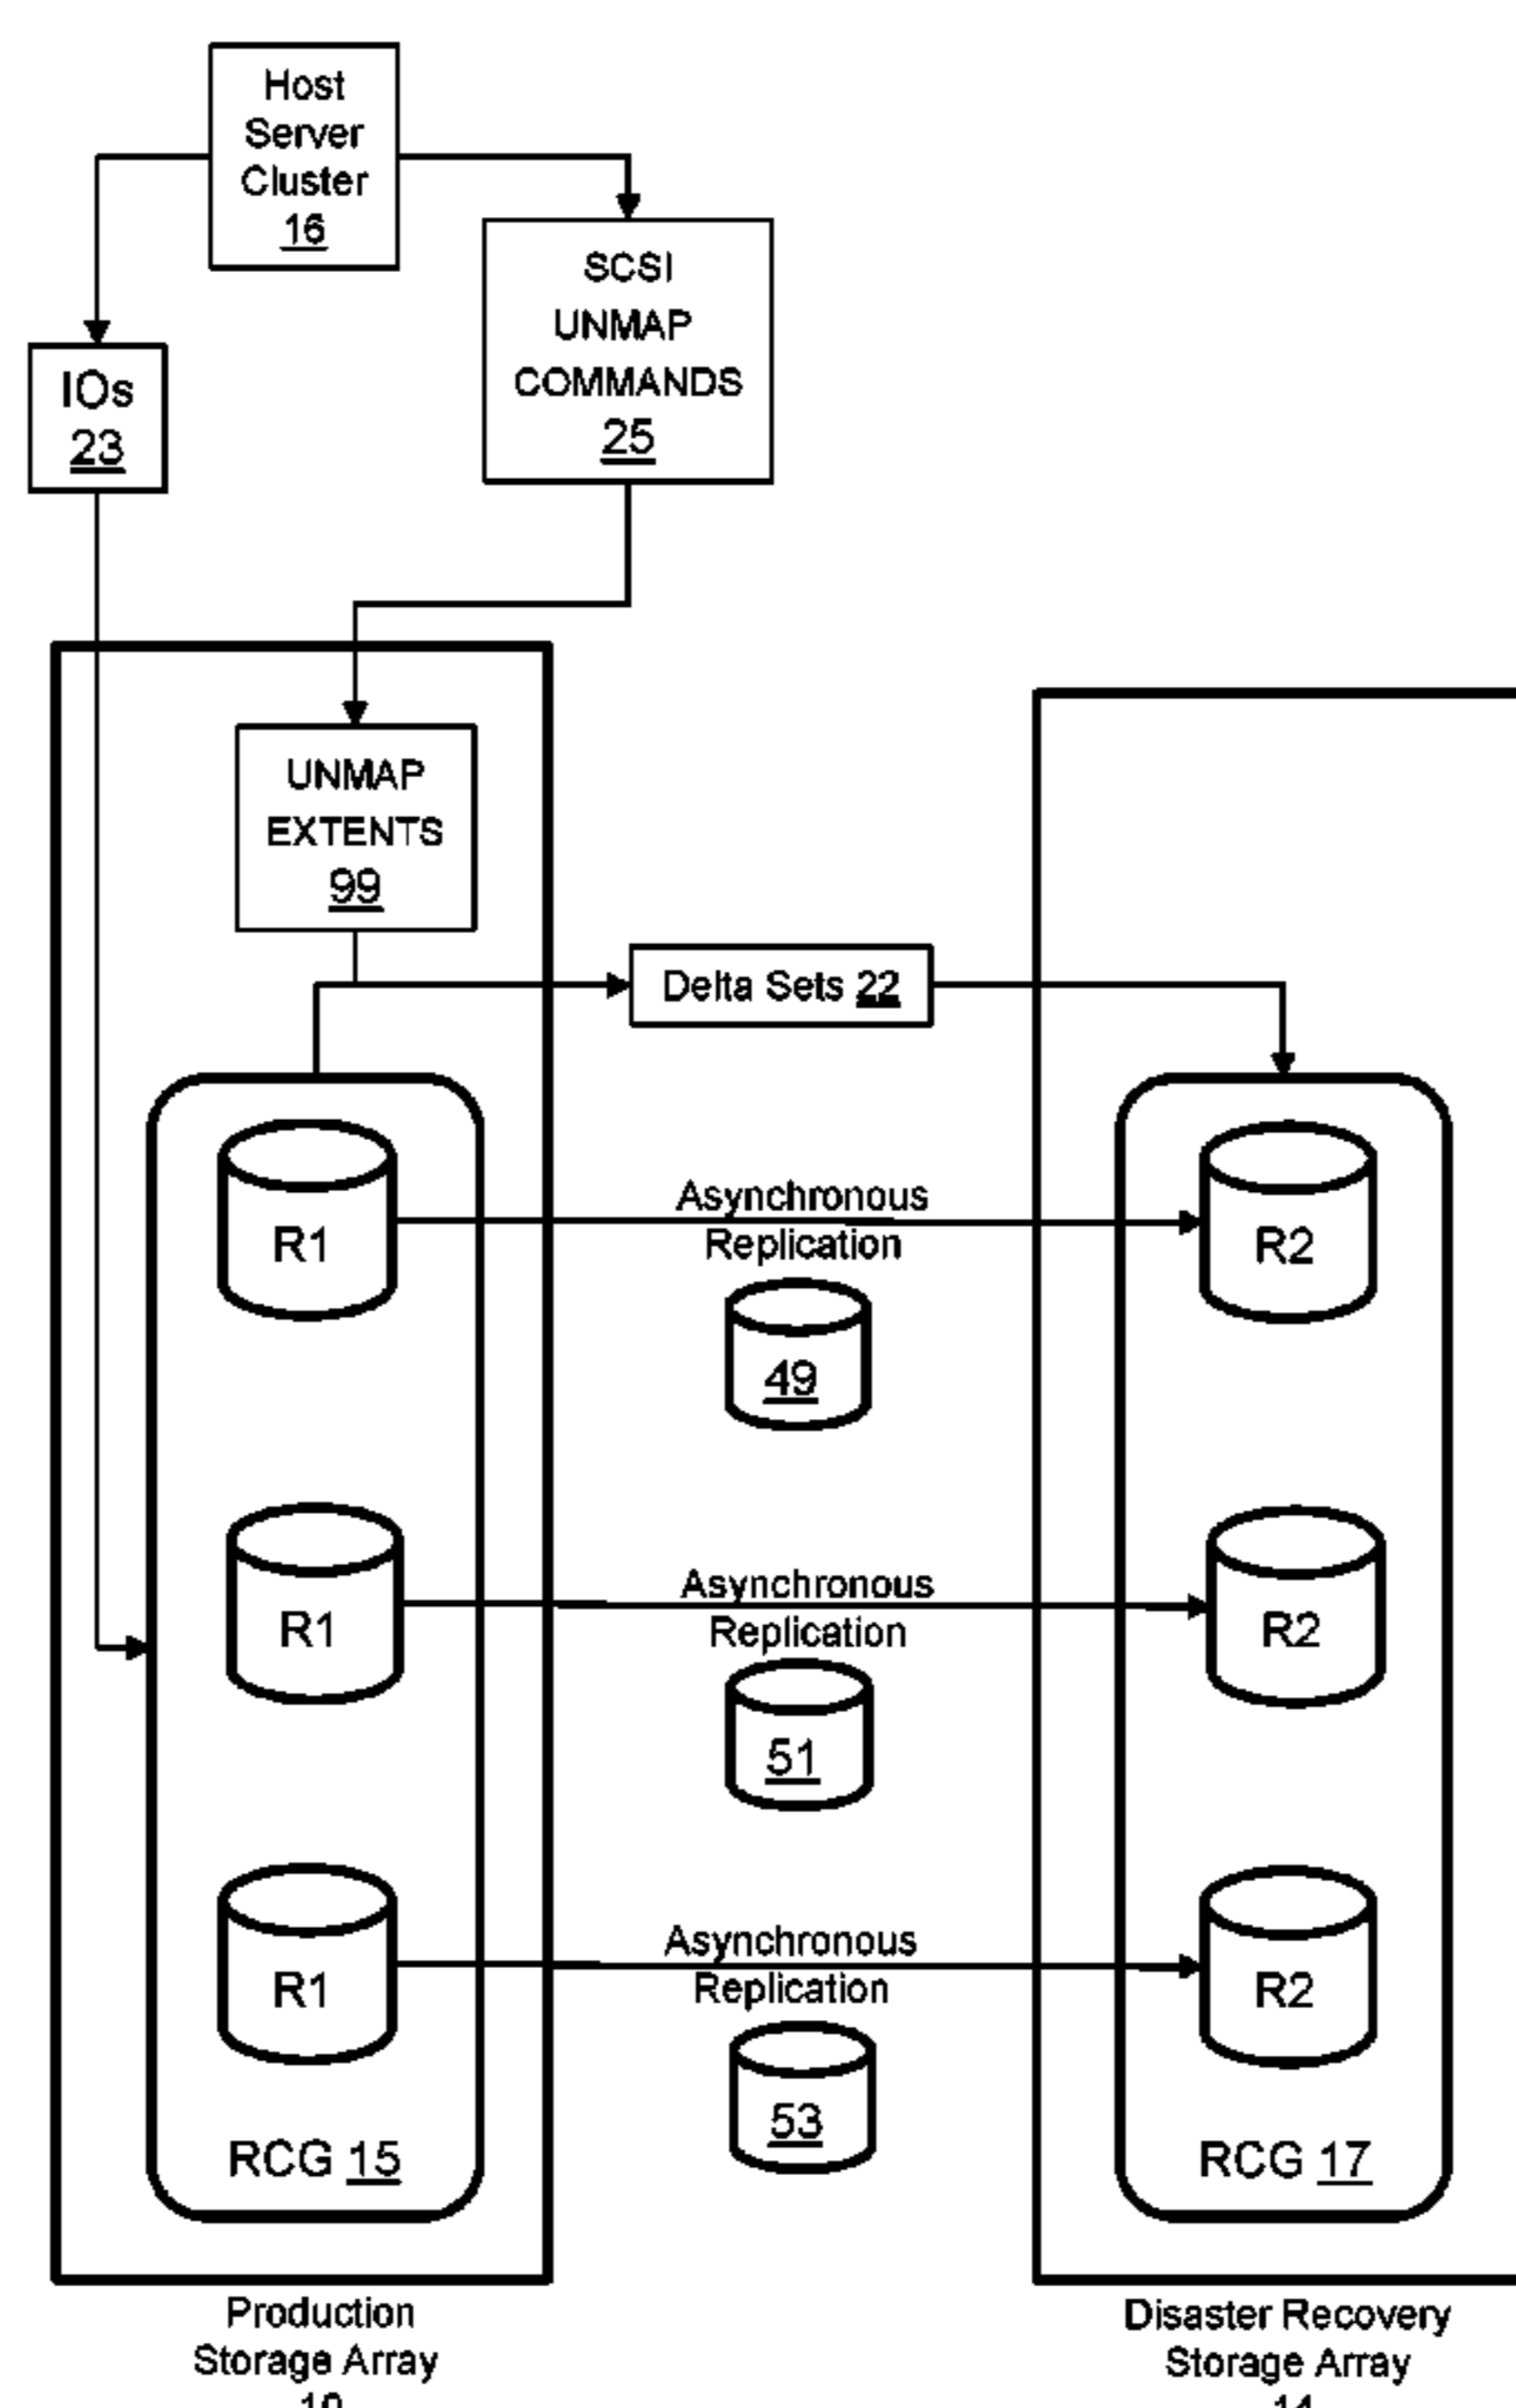 Host
Server
Cluster
16
SCSI
UNMAP
COMMANDS
25
IOs
23
UNMAP
EXTENTS
99
Delta Sets 22
R1
Asynchronous
Replication
R2
49
R1
Asynchronous
Replication
R2
51
R1
Asynchronous
Replication
R2
53
RCG 15
RCG 17
Production
Storage Array
Disaster Recovery
Storage Array